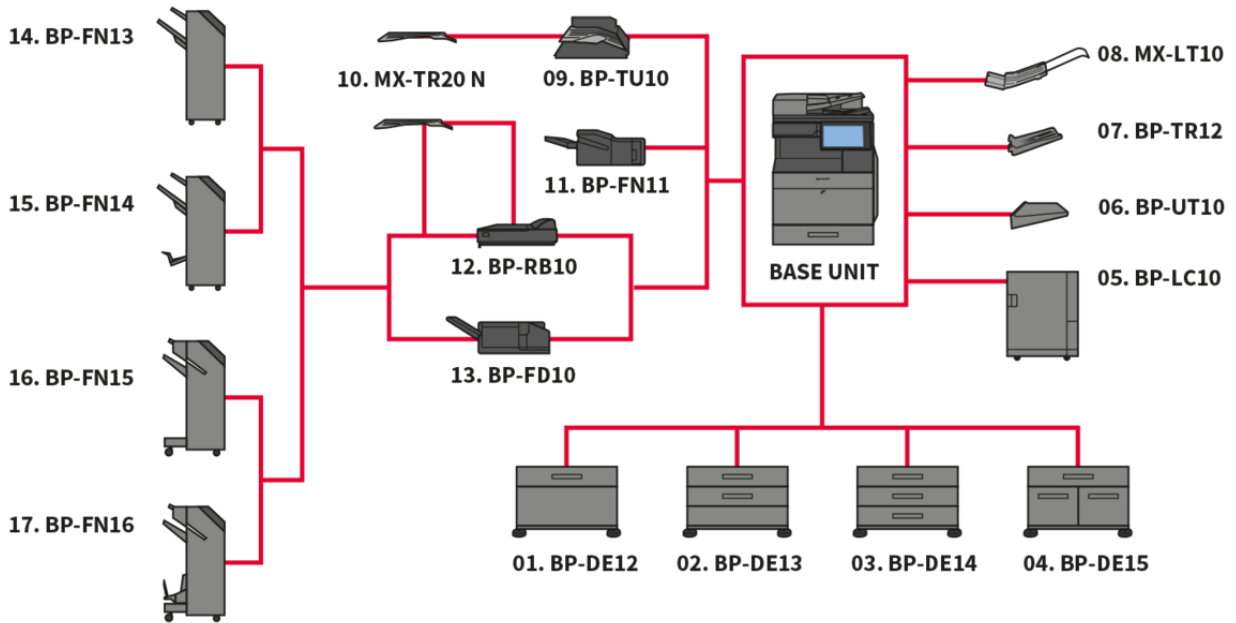 14. BP-FN13
10. MX-TR20 N
09. BP-TU10
08. MX-LT10
07. BP-TR12
11. BP-FN11
15. BP-FN14
06. BP-UT10
12. BP-RB10
BASE UNIT
05. BP-LC10
16. BP-FN15
13. BP-FD10
17. BP-FN16
01. BP-DE12
02. BP-DE13
03. BP-DE14
04. BP-DE15